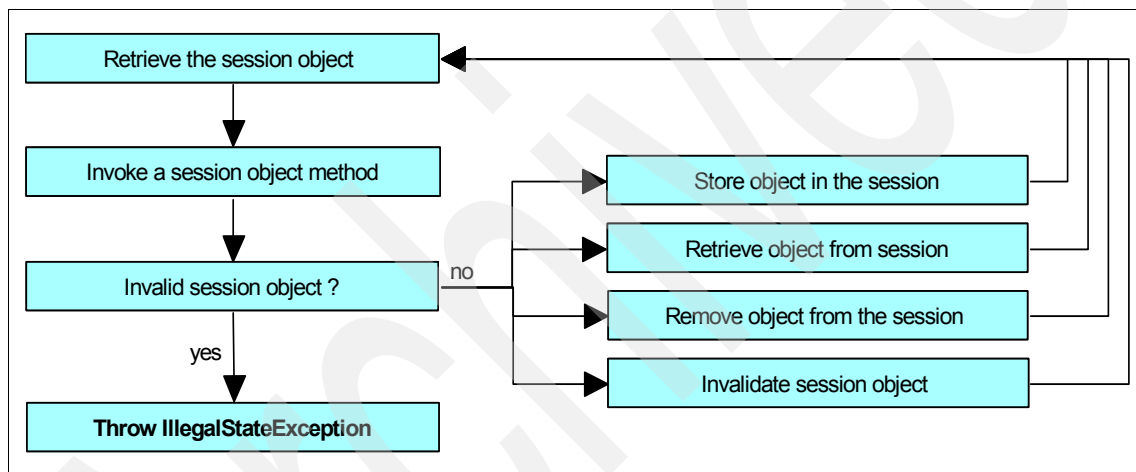 Retrieve the session object
Invoke a session object method
Store object in the session
Retrieve object from session
Invalid session object ?
no
Remove object from the session
yes
Invalidate session object
Throw IllegalStateException